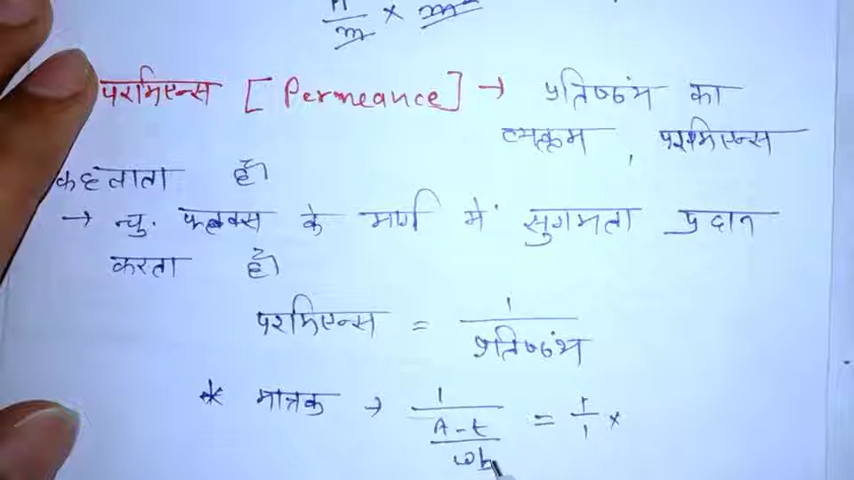 परमिएन्स [Permeance] → प्रतिष्टंभ का
व्युत्क्रम, परमिएन्स
कहलाता है।
→ चु. फ्लक्स के मार्ग में सुगमता प्रदान
करता है।
परमिएन्स = 1 / प्रतिष्टंभ
* मात्रक → 1 / (A-t / wb) = 1/1 ×